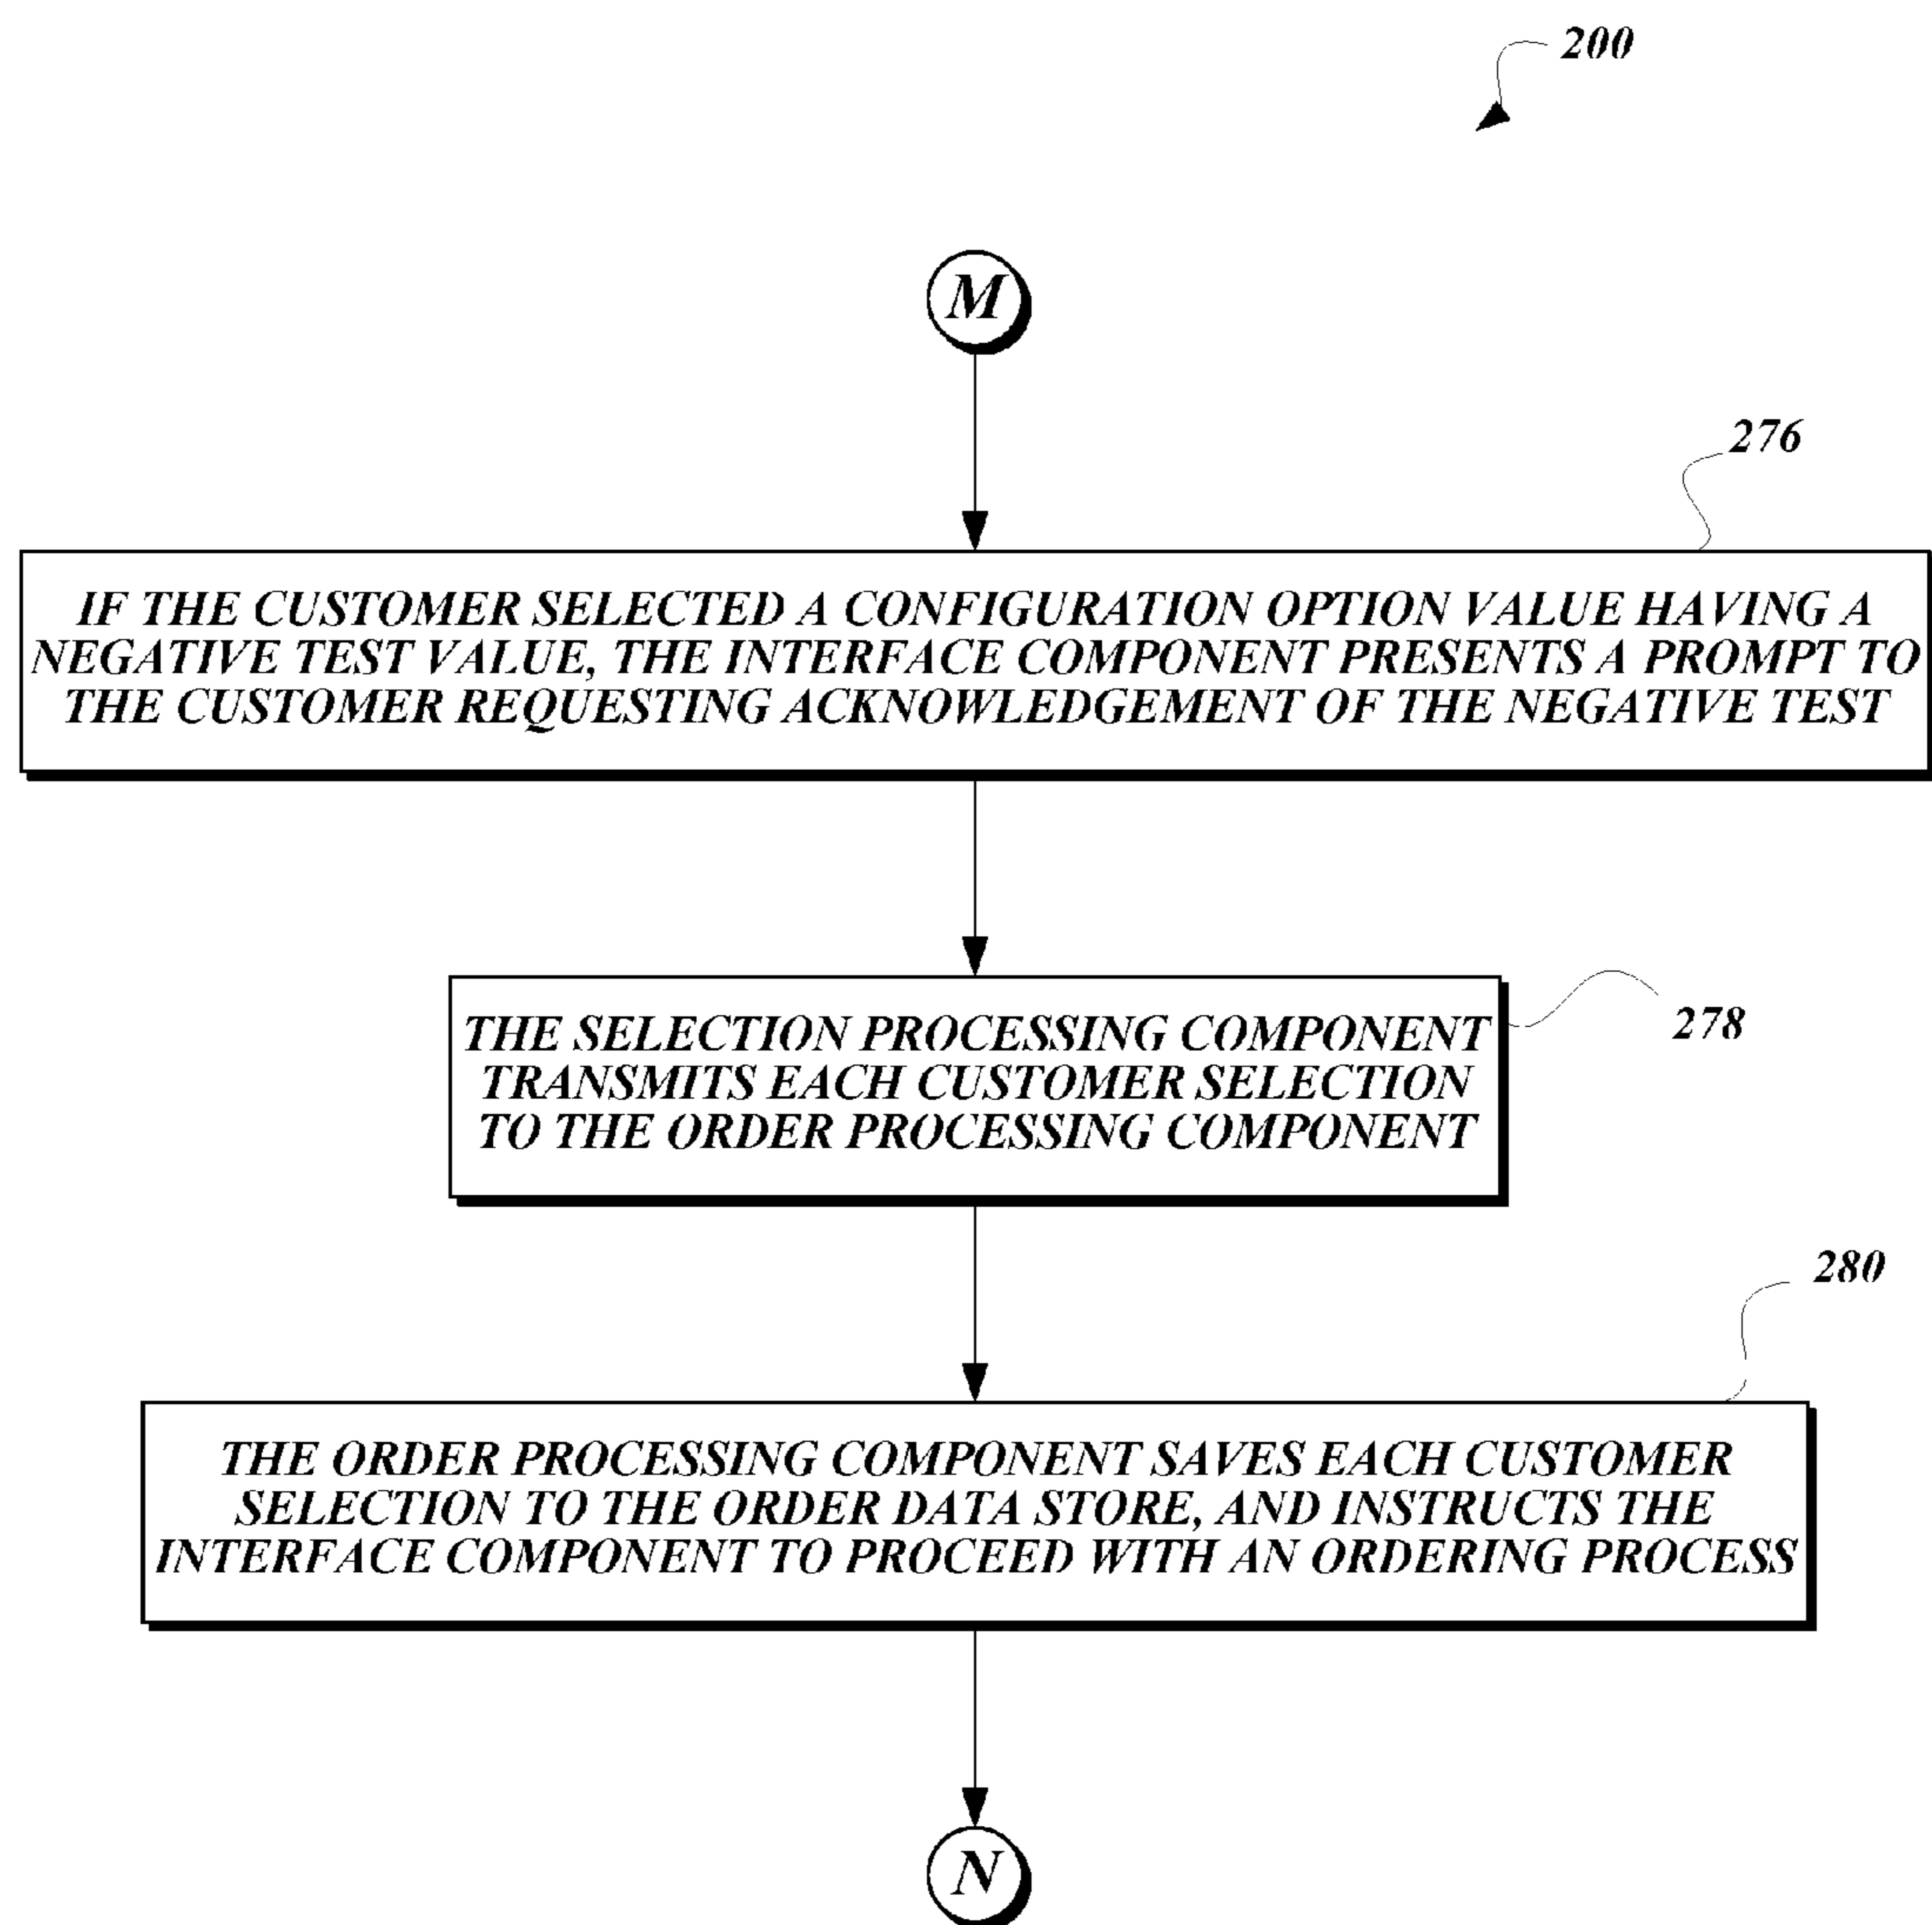 200
M
276
IF THE CUSTOMER SELECTED A CONFIGURATION OPTION VALUE HAVING A
NEGATIVE TEST VALUE, THE INTERFACE COMPONENT PRESENTS A PROMPT TO
THE CUSTOMER REQUESTING ACKNOWLEDGEMENT OF THE NEGATIVE TEST
278
THE SELECTION PROCESSING COMPONENT
TRANSMITS EACH CUSTOMER SELECTION
TO THE ORDER PROCESSING COMPONENT
280
THE ORDER PROCESSING COMPONENT SAVES EACH CUSTOMER
SELECTION TO THE ORDER DATA STORE, AND INSTRUCTS THE
INTERFACE COMPONENT TO PROCEED WITH AN ORDERING PROCESS
N